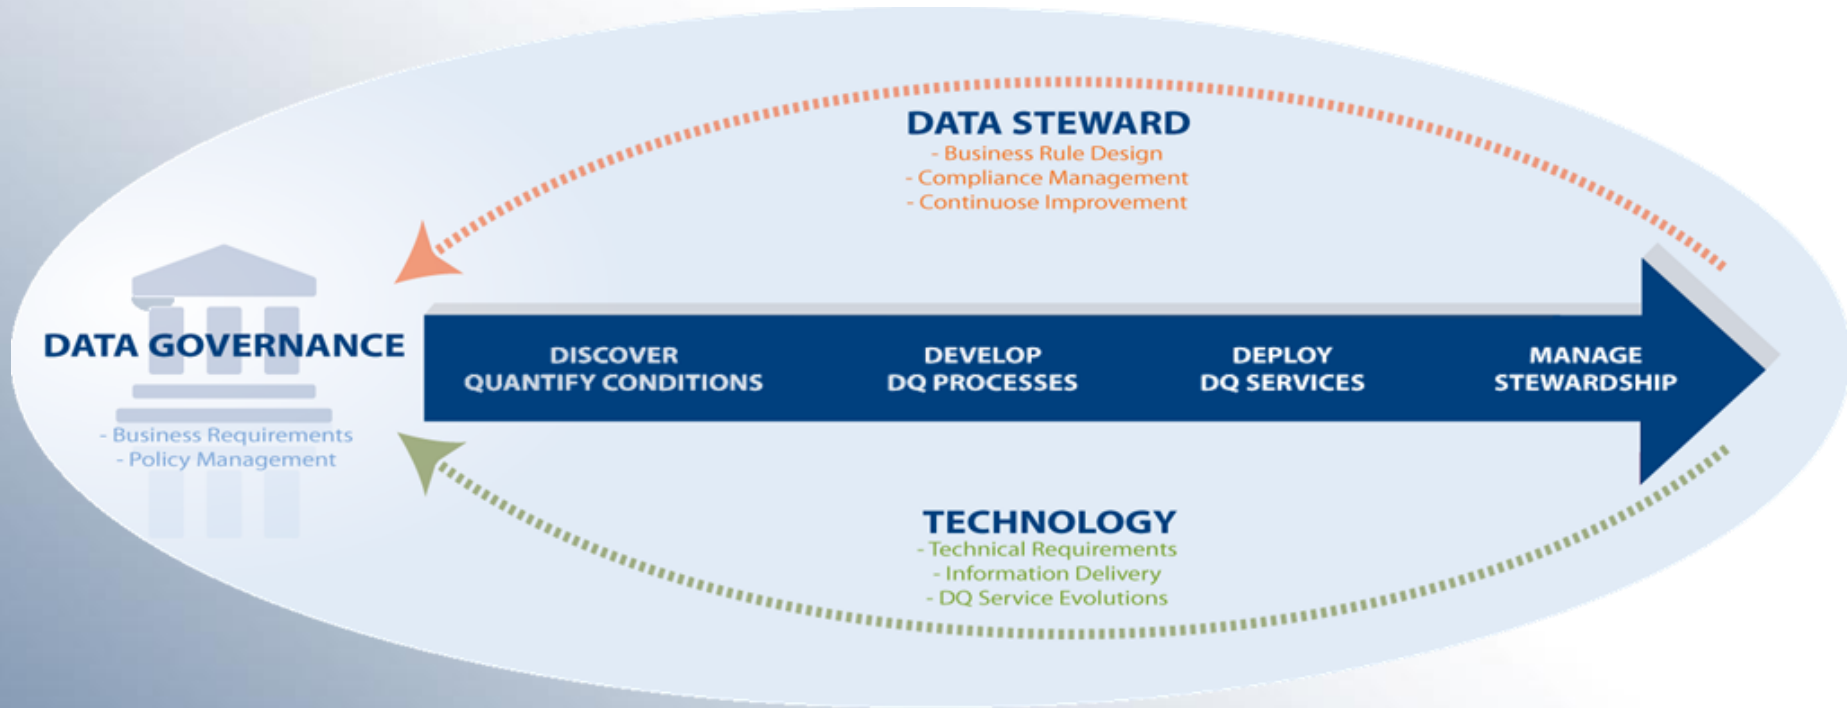 DATA STEWARD
- Business Rule Design
- Compliance Management
- Continuose Improvement
DATA GOVERNANCE
- Business Requirements
- Policy Management
DISCOVER
QUANTIFY CONDITIONS
DEVELOP
DQ PROCESSES
DEPLOY
DQ SERVICES
MANAGE
STEWARDSHIP
TECHNOLOGY
- Technical Requirements
- Information Delivery
- DQ Service Evolutions